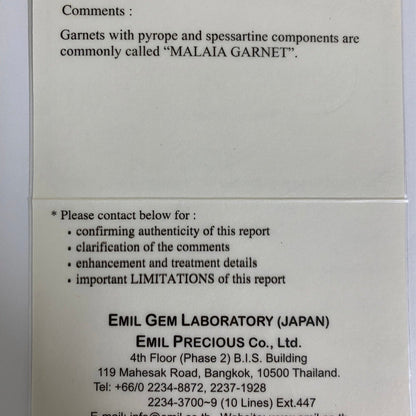 Comments :
Garnets with pyrope and spessartine components are
commonly called “MALAIA GARNET”.
* Please contact below for :
• confirming authenticity of this report
• clarification of the comments
• enhancement and treatment details
• important LIMITATIONS of this report
EMIL GEM LABORATORY (JAPAN)
EMIL PRECIOUS CO., Ltd.
4th Floor (Phase 2) B.I.S. Building
119 Mahesak Road, Bangkok, 10500 Thailand.
Tel: +66/0 2234-8872, 2237-1928
2234-3700~9 (10 Lines) Ext.447